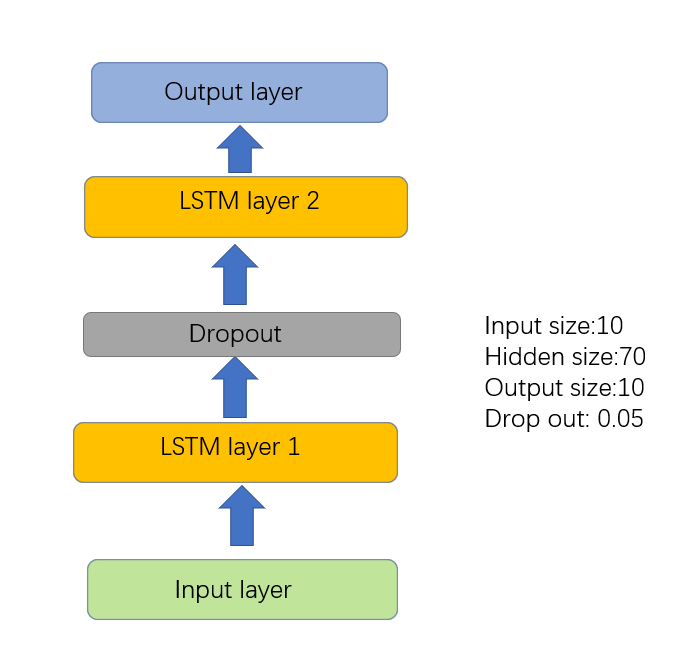 Output layer
LSTM layer 2
Dropout
LSTM layer 1
Input layer
Input size:10
Hidden size:70
Output size:10
Drop out: 0.05